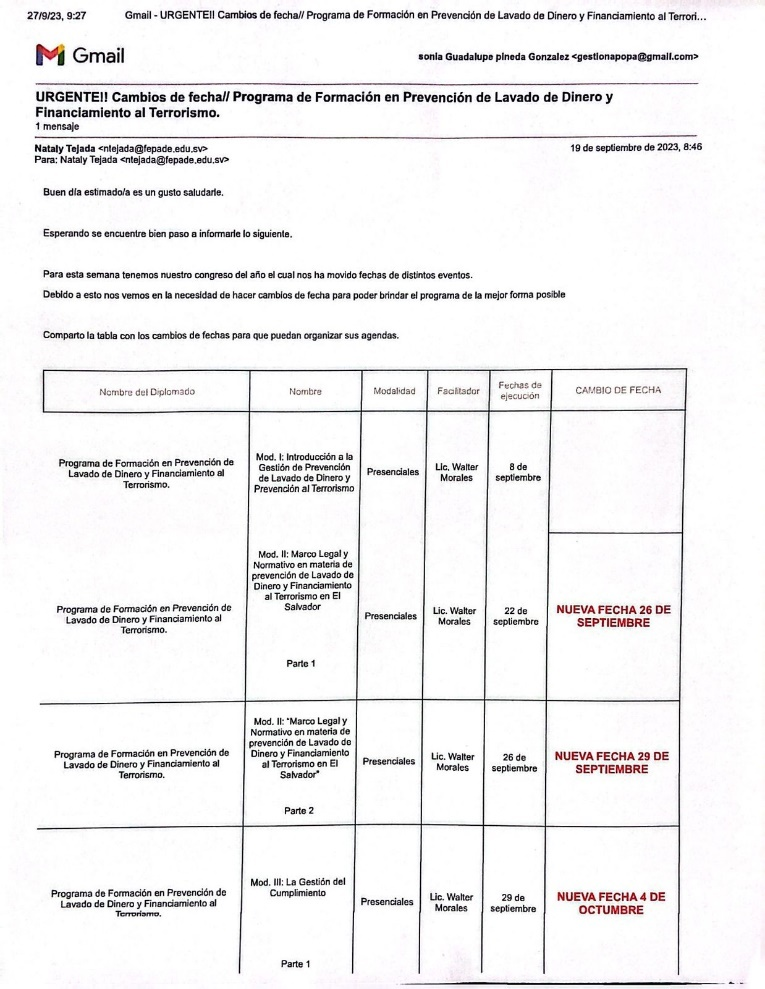 27/9/23, 9:27
Gmail - URGENTE!! Cambios de fecha// Programa de Formación en Prevención de Lavado de Dinero y Financiamiento al Terrori...
Gmail
sonia Guadalupe pineda Gonzalez <gestionapopa@gmail.com>
URGENTE!! Cambios de fecha// Programa de Formación en Prevención de Lavado de Dinero y
Financiamiento al Terrorismo.
1 mensaje
Nataly Tejada <ntejada@fepade.edu.sv>
19 de septiembre de 2023, 8:46
Para: Nataly Tejada <ntejada@fepade.edu.sv>
Buen día estimado/a es un gusto saludarle.
Esperando se encuentre bien paso a informarle lo siguiente.
Para esta semana tenemos nuestro congreso del año el cual nos ha movido fechas de distintos eventos.
Debido a esto nos vemos en la necesidad de hacer cambios de fecha para poder brindar el programa de la mejor forma posible
Comparto la tabla con los cambios de fechas para que puedan organizar sus agendas.
Nombre del Diplomado
Nombre
Modalidad
Facilitador
Fechas de
ejecución
CAMBIO DE FECHA
Programa de Formación en Prevención de
Lavado de Dinero y Financiamiento al
Terrorismo.
Mod. I: Introducción a la
Gestión de Prevención
de Lavado de Dinero y
Prevención al Terrorismo
Presenciales
Lic. Walter
Morales
8 de
septiembre
Programa de Formación en Prevención de
Lavado de Dinero y Financiamiento al
Terrorismo.
Mod. II: Marco Legal y
Normativo en materia de
prevención de Lavado de
Dinero y Financiamiento
al Terrorismo en El
Salvador
Parte 1
Presenciales
Lic. Walter
Morales
22 de
septiembre
NUEVA FECHA 26 DE
SEPTIEMBRE
Programa de Formación en Prevención de
Lavado de Dinero y Financiamiento al
Terrorismo.
Mod. II: "Marco Legal y
Normativo en materia de
prevención de Lavado de
Dinero y Financiamiento
al Terrorismo en El
Salvador"
Parte 2
Presenciales
Lic. Walter
Morales
26 de
septiembre
NUEVA FECHA 29 DE
SEPTIEMBRE
Programa de Formación en Prevención de
Lavado de Dinero y Financiamiento al
Terrorismo.
Mod. III: La Gestión del
Cumplimiento
Parte 1
Presenciales
Lic. Walter
Morales
29 de
septiembre
NUEVA FECHA 4 DE
OCTUMBRE